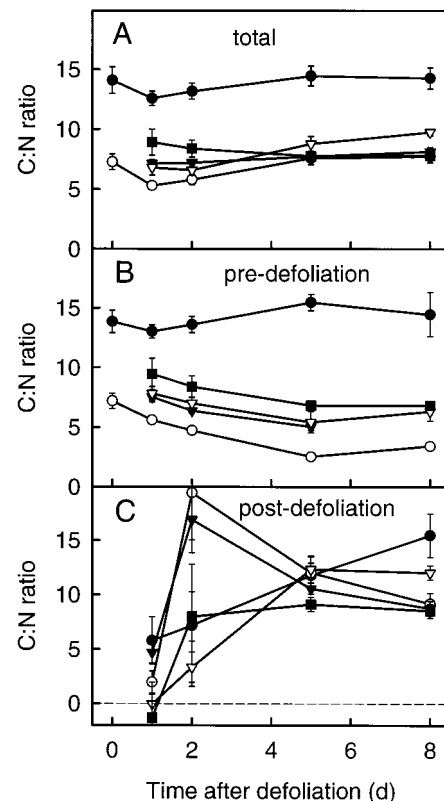 A
total
15
10
5
0
C:N ratio
B
pre-defoliation
15
10
5
0
C:N ratio
C
post-defoliation
15
10
5
0
C:N ratio
0 2 4 6 8
Time after defoliation (d)